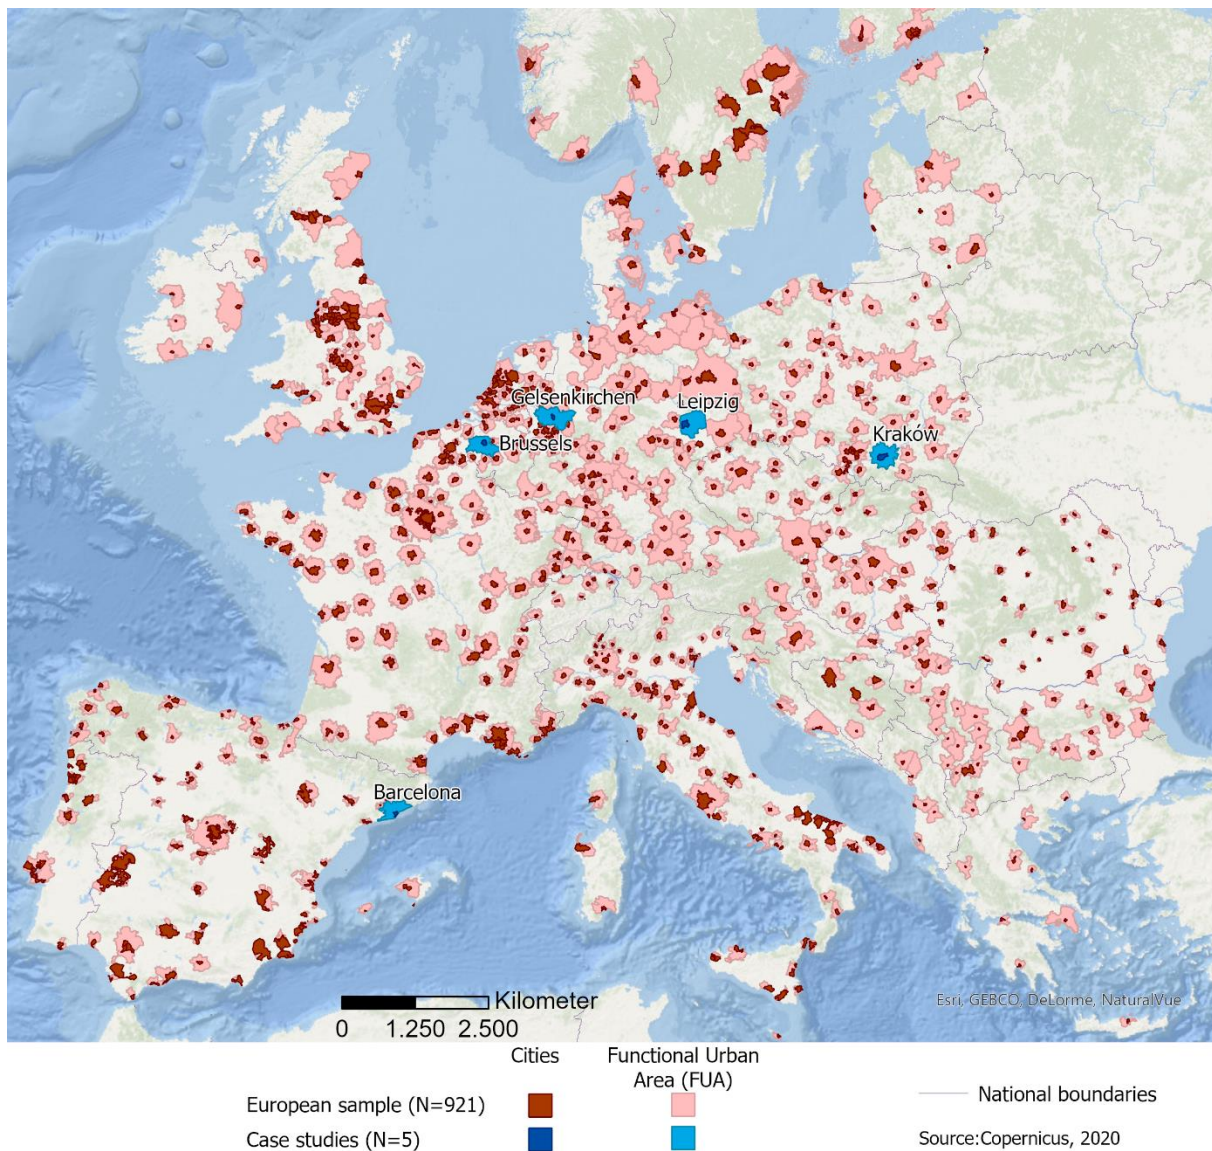 Gelsenkirchen
Leipzig
Brussels
Kraków
Barcelona
Kilometer
0 1.250 2.500
Esri, GEBCO, DeLorme, NaturalVue
Cities
Functional Urban
Area (FUA)
European sample (N=921)
Case studies (N=5)
National boundaries
Source:Copernicus, 2020